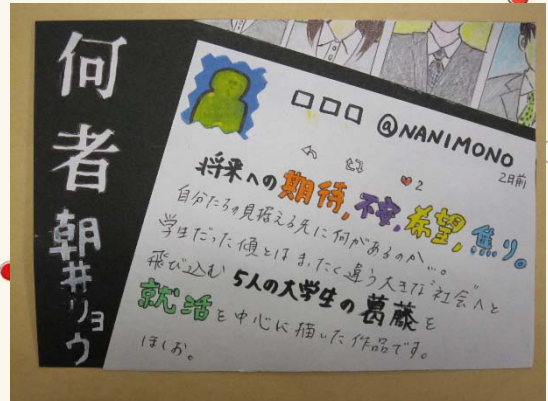 何者
朝井リョウ
□□□ @NANIMONO
2日前
2
将来への期待,不安,希望,焦り。
自分たちの見据える先に何があるのか…。
学生だった頃とはまったく違う大きな"社会"へと
飛び込む 5人の大学生の葛藤を
就活を中心に描いた作品です。